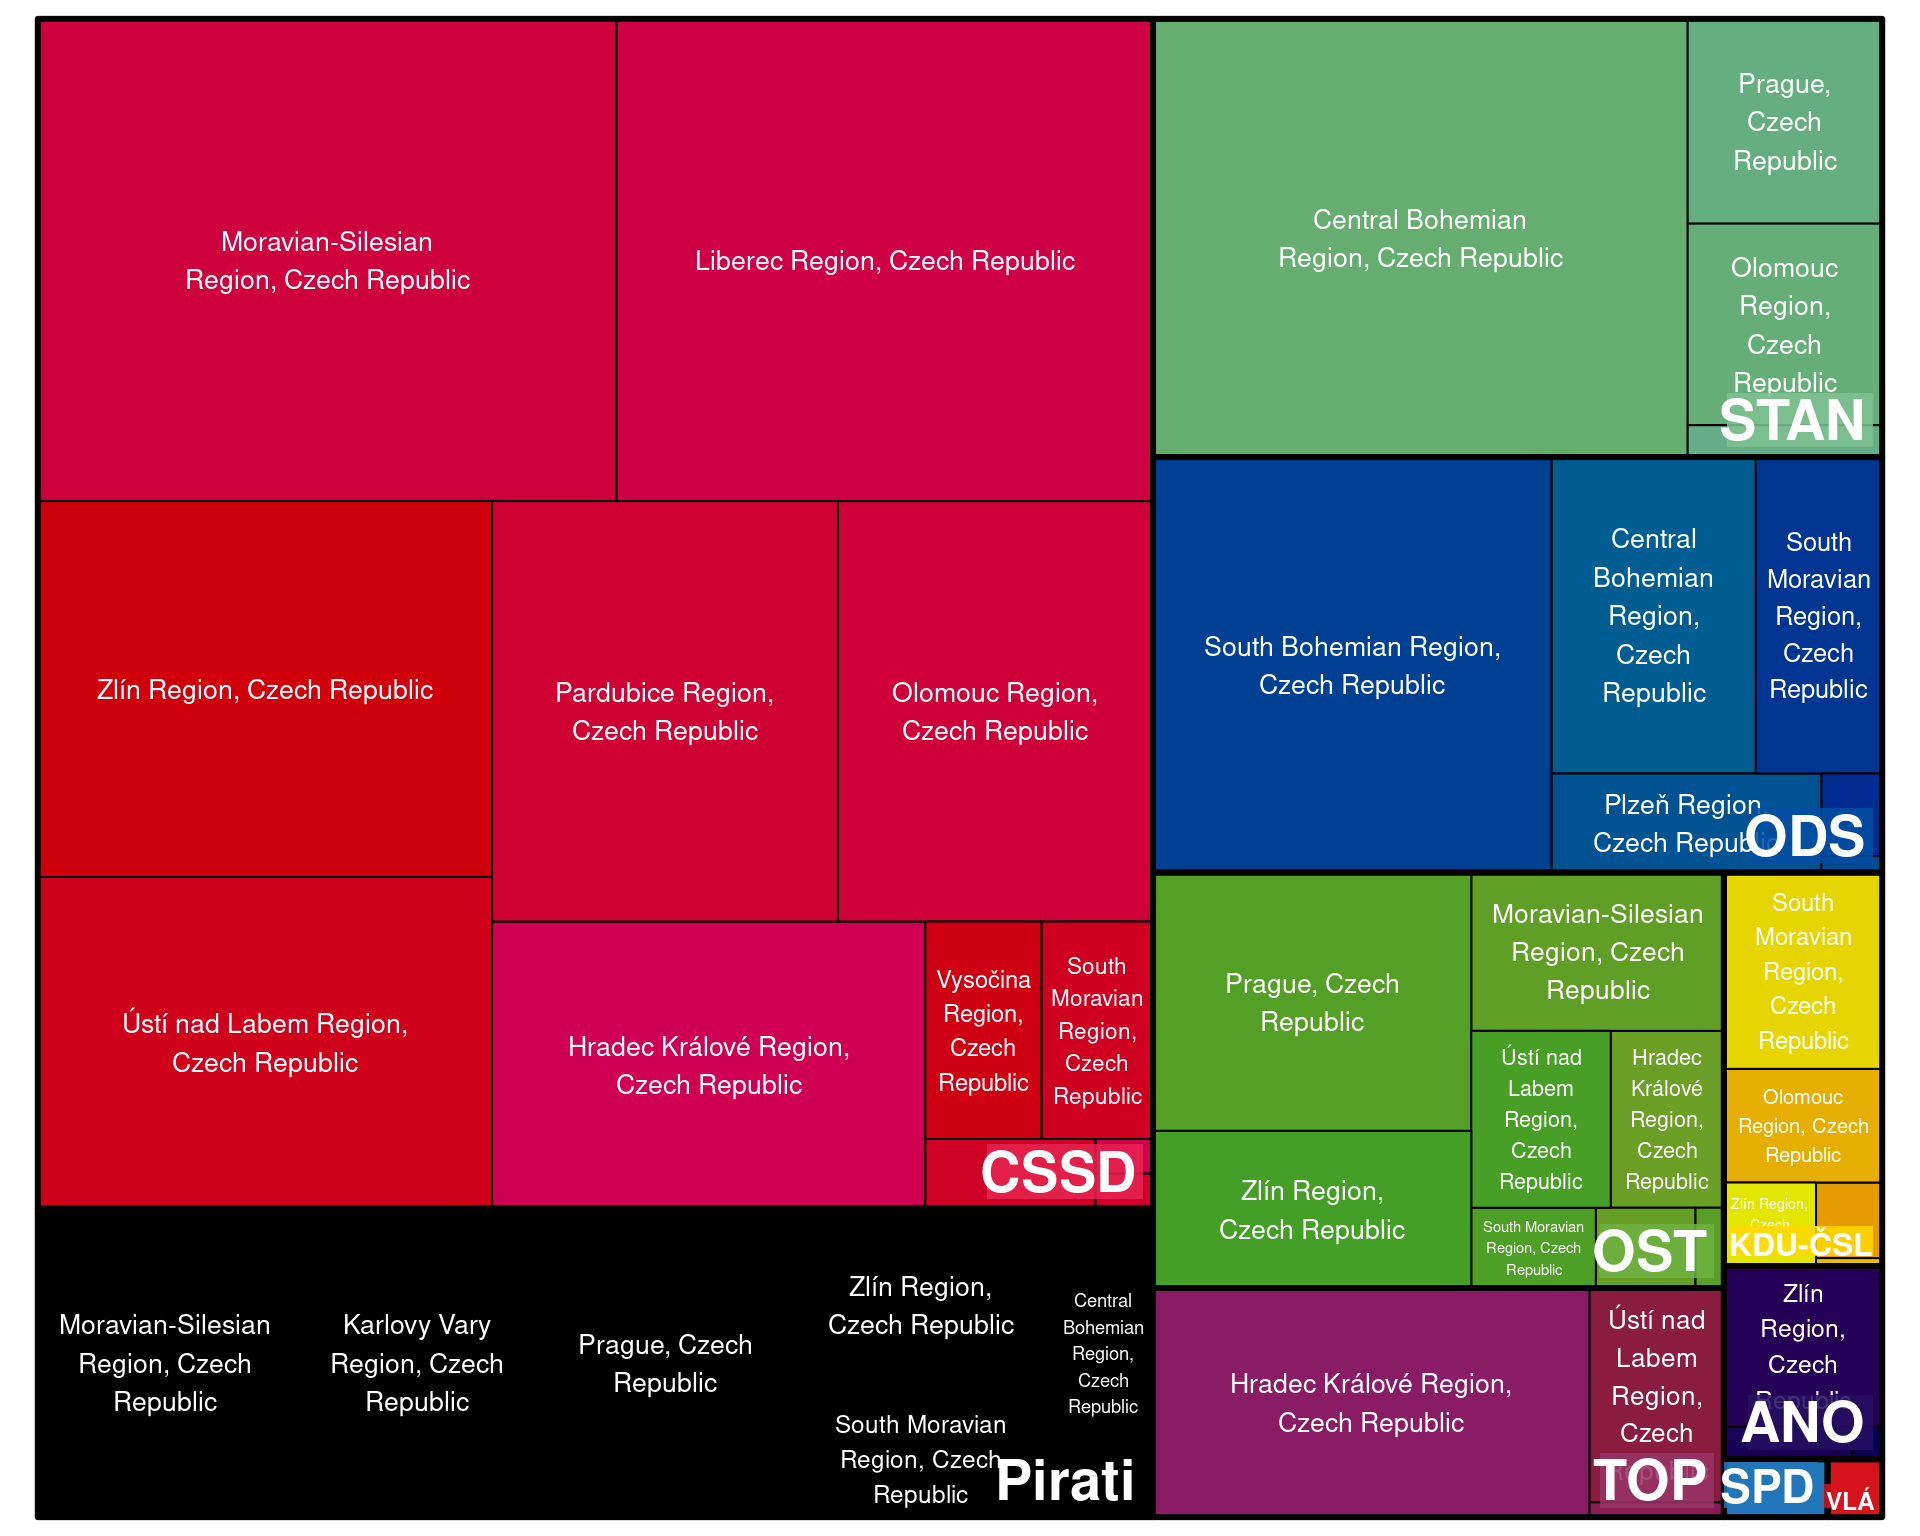 Moravian-Silesian
Region, Czech Republic
Liberec Region, Czech Republic
Zlín Region, Czech Republic
Pardubice Region,
Czech Republic
Olomouc Region,
Czech Republic
Ústí nad Labem Region,
Czech Republic
Hradec Králové Region,
Czech Republic
Vysočina
Region,
Czech
Republic
South
Moravian
Region,
Czech
Republic
CSSD
Moravian-Silesian
Region, Czech
Republic
Karlovy Vary
Region, Czech
Republic
Prague, Czech
Republic
Zlín Region,
Czech Republic
South Moravian
Region, Czech
Republic
Central
Bohemian
Region,
Czech
Republic
Pirati
Central Bohemian
Region, Czech Republic
Prague,
Czech
Republic
Olomouc
Region,
Czech
Republic
STAN
South Bohemian Region,
Czech Republic
Central
Bohemian
Region,
Czech
Republic
South
Moravian
Region,
Czech
Republic
Plzeň Region,
Czech Republic
ODS
Prague, Czech
Republic
Moravian-Silesian
Region, Czech
Republic
Zlín Region,
Czech Republic
Ústí nad
Labem
Region,
Czech
Republic
Hradec
Králové
Region,
Czech
Republic
South Moravian
Region, Czech
Republic
OST
South
Moravian
Region,
Czech
Republic
Olomouc
Region, Czech
Republic
Zlín Region,
Czech
KDU-ČSL
Hradec Králové Region,
Czech Republic
Ústí nad
Labem
Region,
Czech
Republic
TOP
Zlín
Region,
Czech
Republic
ANO
SPD
VLÁ